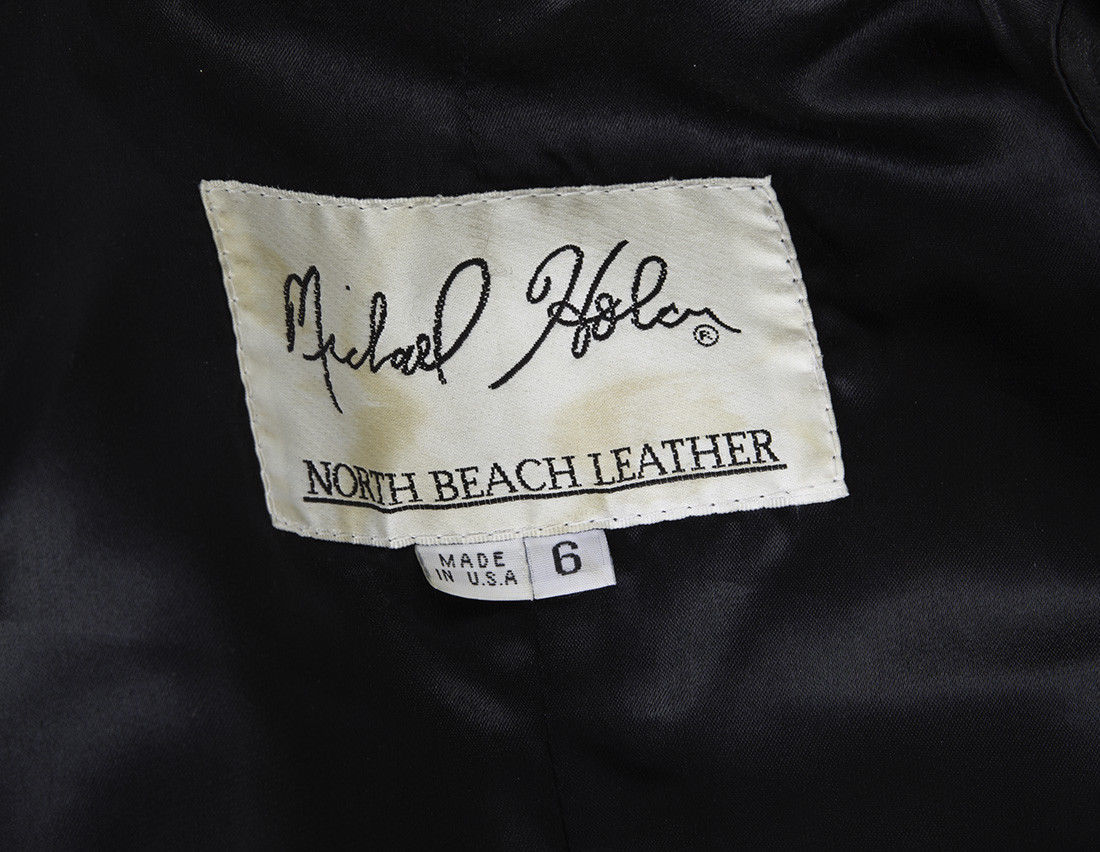 Michael Hoban ®
NORTH BEACH LEATHER
MADE
IN U.S.A
6